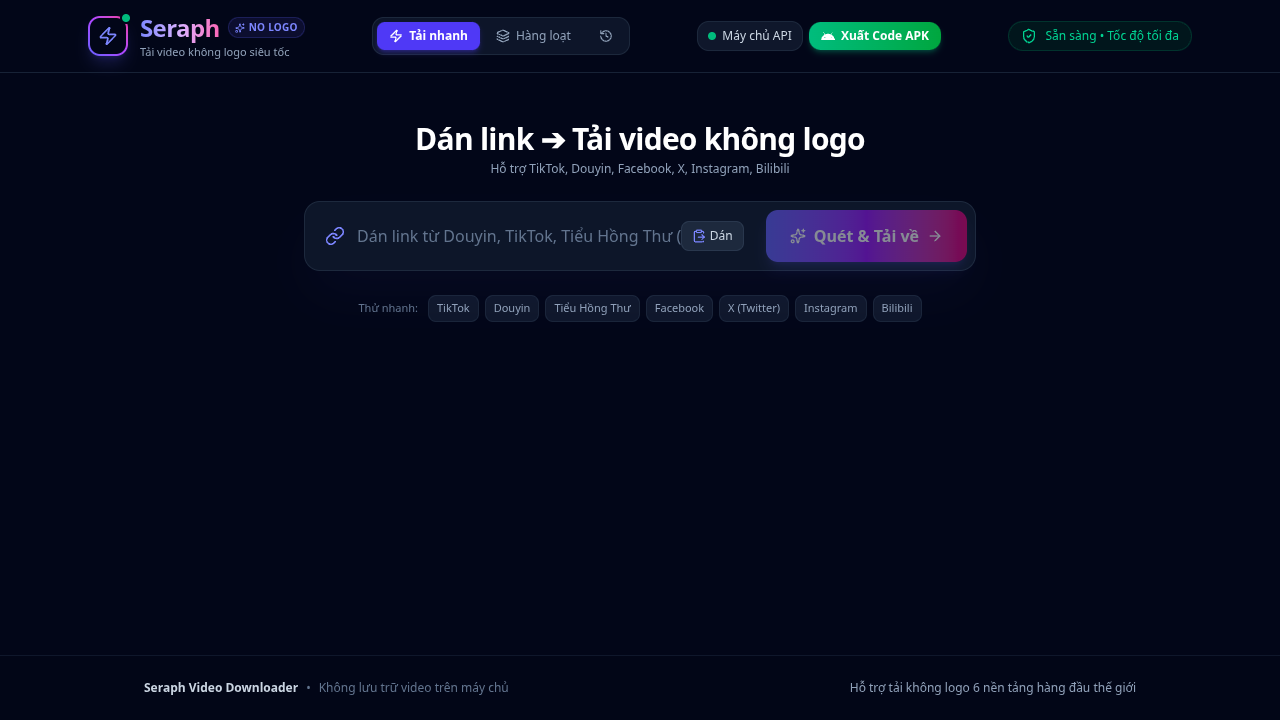 Seraph
NO LOGO
Tải video không logo siêu tốc
Tải nhanh
Hàng loạt
Máy chủ API
Xuất Code APK
Sẵn sàng • Tốc độ tối đa
Dán link ➔ Tải video không logo
Hỗ trợ TikTok, Douyin, Facebook, X, Instagram, Bilibili
Dán link từ Douyin, TikTok, Tiểu Hồng Thư (
Dán
Quét & Tải về
Thử nhanh:
TikTok
Douyin
Tiểu Hồng Thư
Facebook
X (Twitter)
Instagram
Bilibili
Seraph Video Downloader • Không lưu trữ video trên máy chủ
Hỗ trợ tải không logo 6 nền tảng hàng đầu thế giới